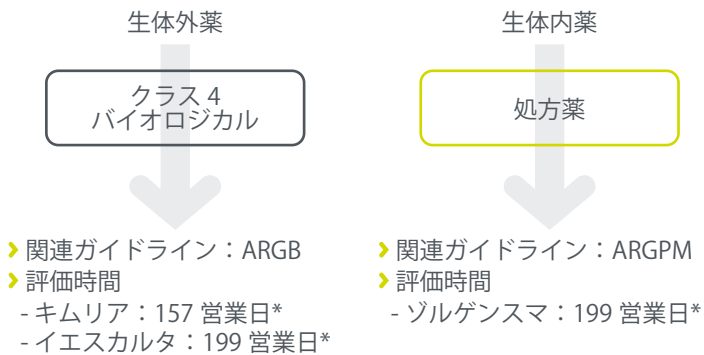 生体外薬
クラス 4
バイオロジカル
関連ガイドライン：ARGB
評価時間
- キムリア：157 営業日*
- イエスカルタ：199 営業日*
生体内薬
処方薬
関連ガイドライン：ARGPM
評価時間
- ゾルゲンスマ：199 営業日*